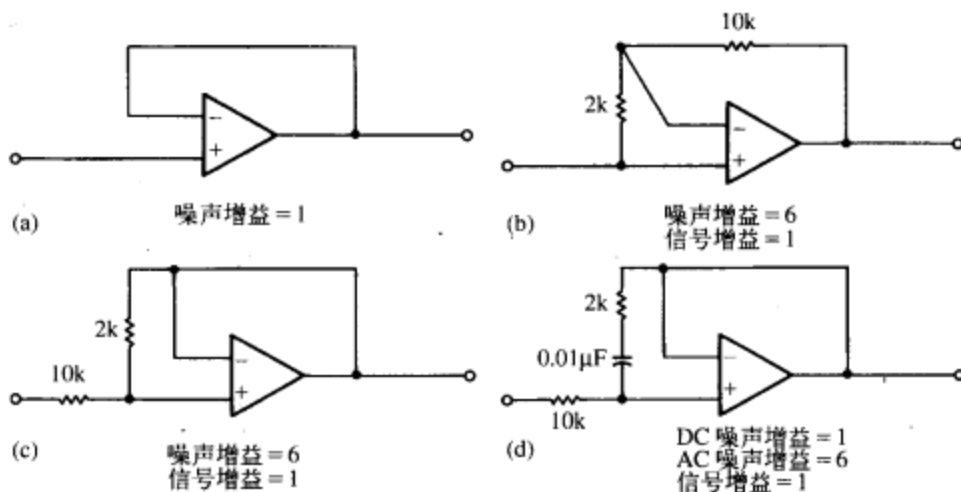 10k
2k
−
+
(a)
噪声增益=1
(b)
噪声增益=6
信号增益=1
2k
10k
−
+
(c)
噪声增益=6
信号增益=1
2k
0.01μF
−
+
10k
(d)
DC 噪声增益=1
AC 噪声增益=6
信号增益=1
−
+